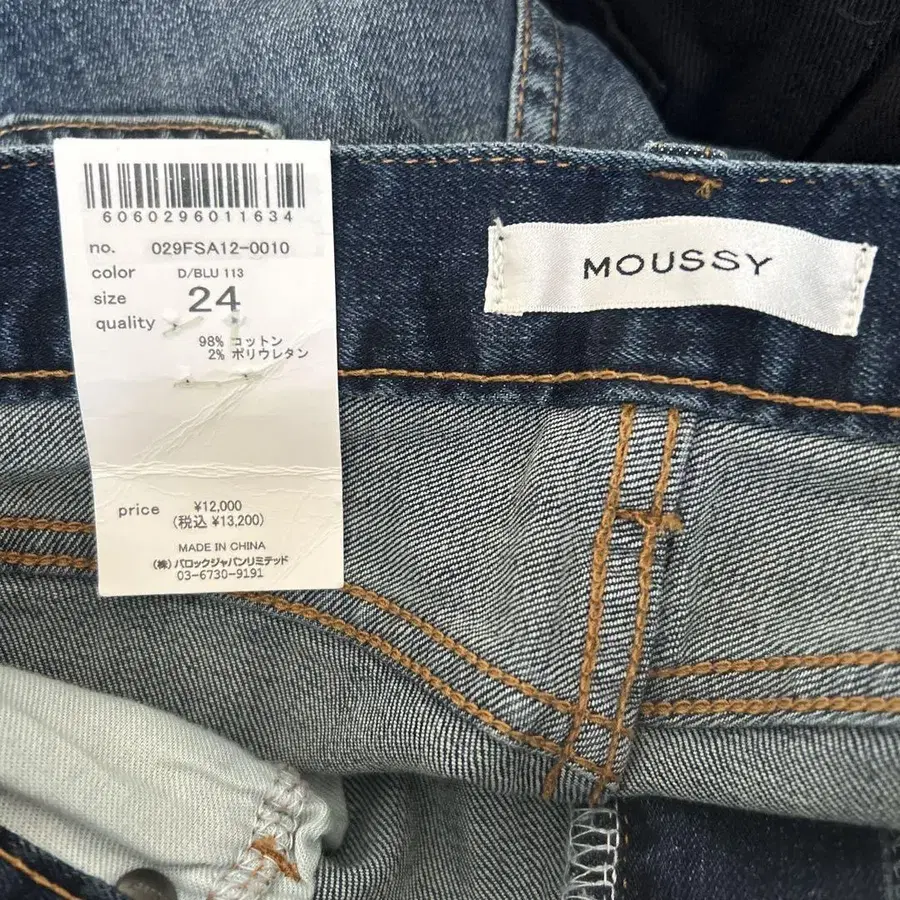 6060296011634
no. 029FSA12-0010
color D/BLU 113
size 24
quality
98% コットン
2% ポリウレタン
price ¥12,000
(税込 ¥13,200)
MADE IN CHINA
(株) バロックジャパンリミテッド
03-6730-9191
MOUSSY